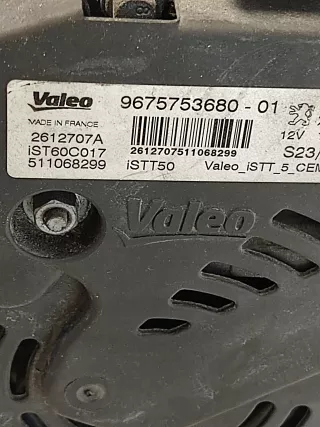 Valeo 9675753680 - 01
MADE IN FRANCE
2612707A 12V
iST60C017 2612707511068299 S23/
511068299 iSTT50 Valeo_iSTT_5_CEM
Valeo